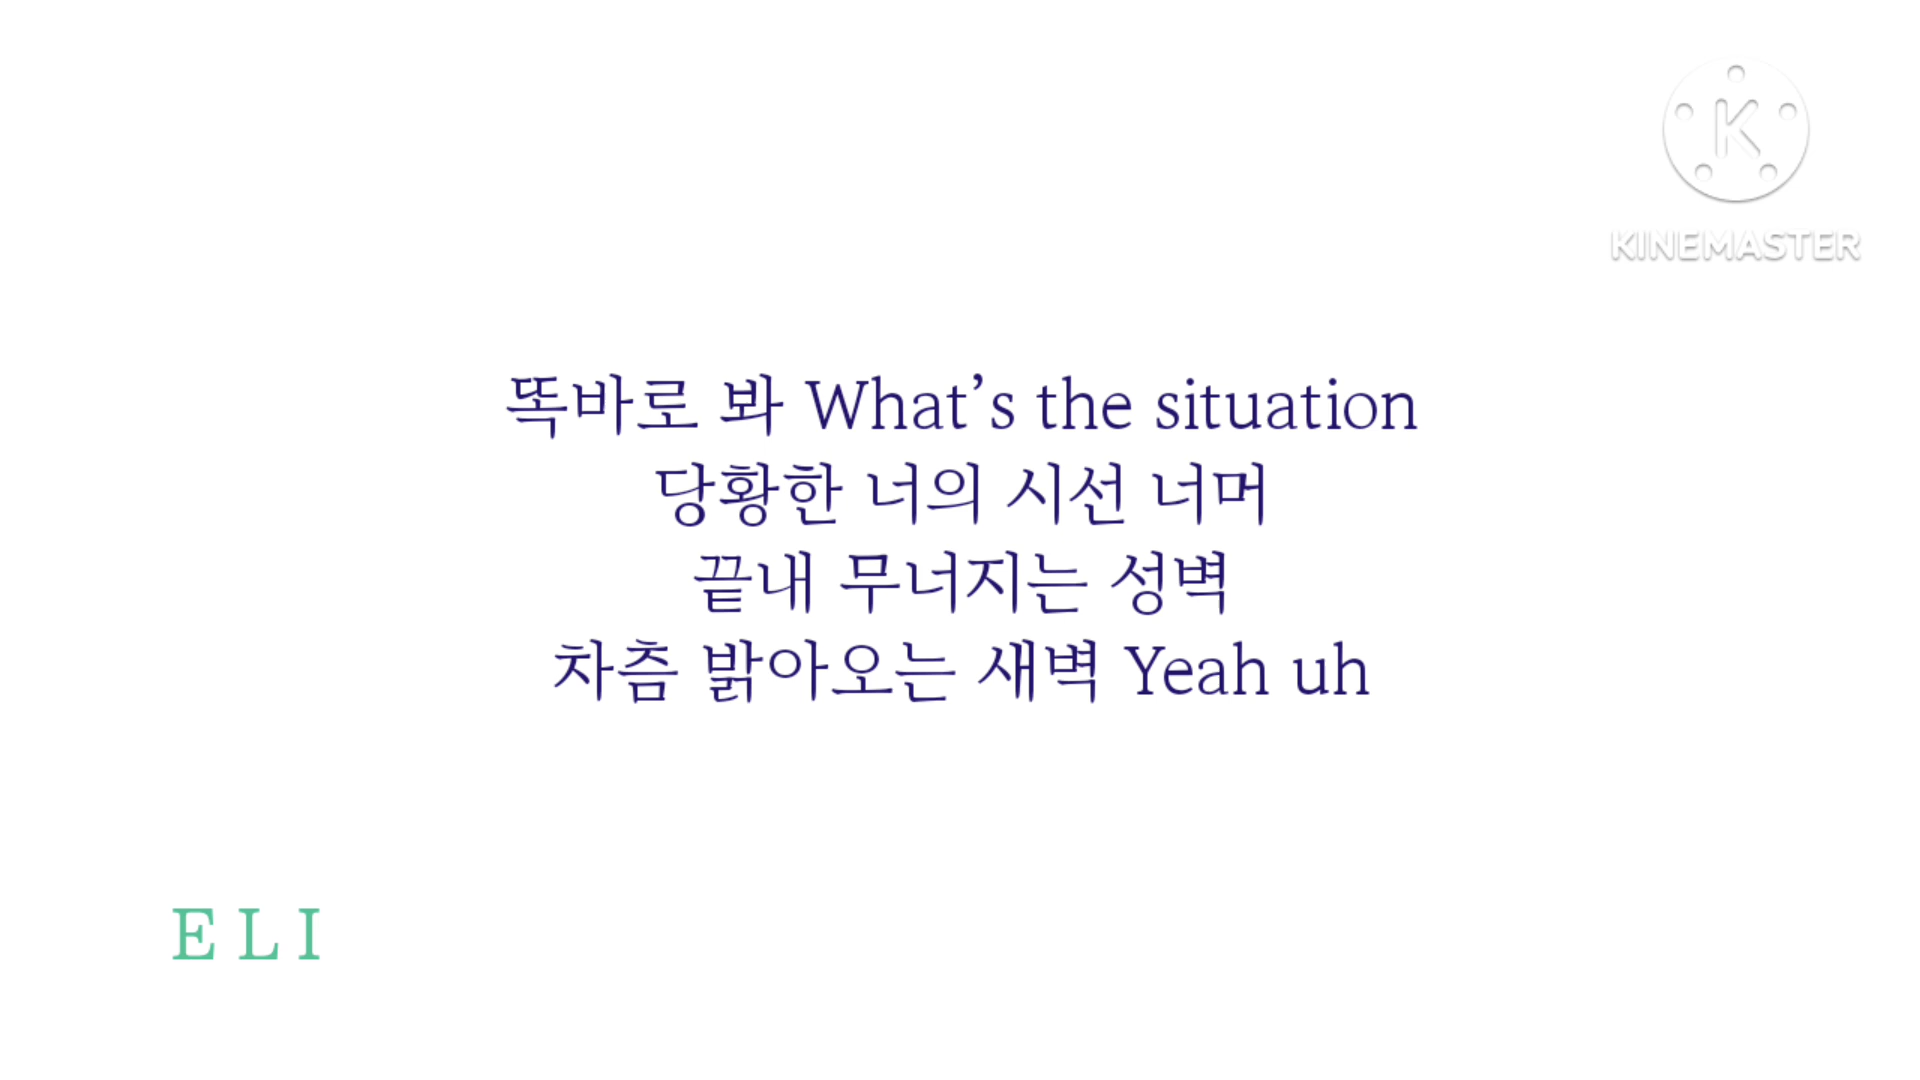 KINEMASTER
똑바로 봐 What's the situation
당황한 너의 시선 너머
끝내 무너지는 성벽
차츰 밝아오는 새벽 Yeah uh
ELI